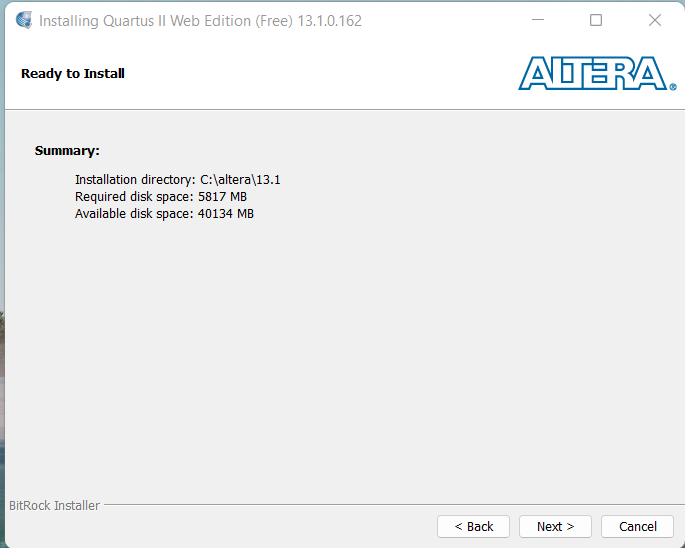 Installing Quartus II Web Edition (Free) 13.1.0.162
Ready to Install
ALTERA®
Summary:
Installation directory: C:\altera\13.1
Required disk space: 5817 MB
Available disk space: 40134 MB
BitRock Installer
< Back
Next >
Cancel